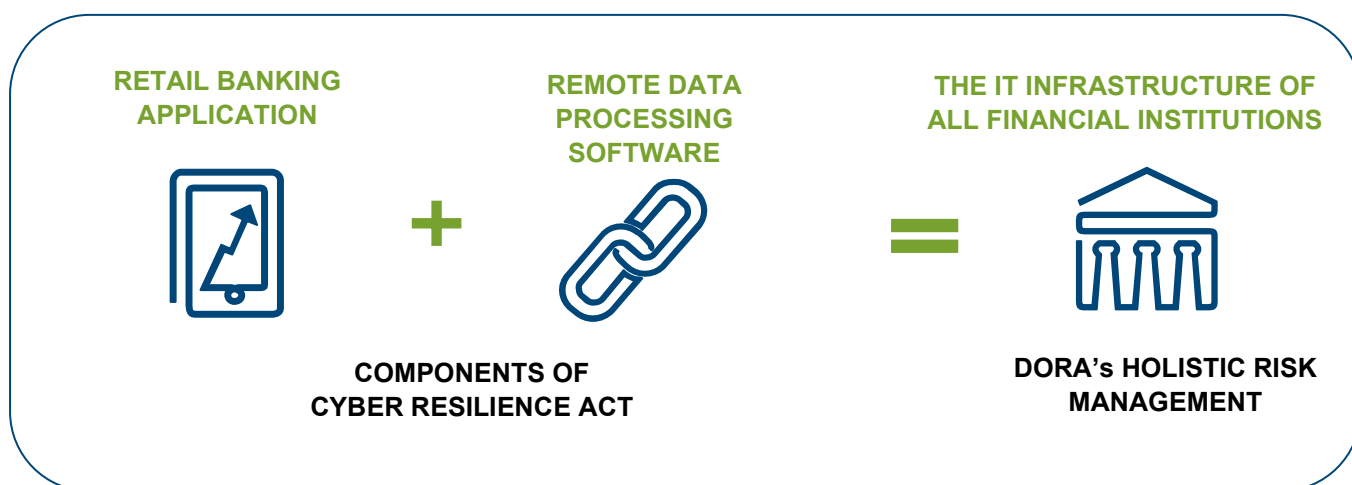 RETAIL BANKING
APPLICATION
REMOTE DATA
PROCESSING
SOFTWARE
THE IT INFRASTRUCTURE OF
ALL FINANCIAL INSTITUTIONS
+
=
COMPONENTS OF
CYBER RESILIENCE ACT
DORA's HOLISTIC RISK
MANAGEMENT